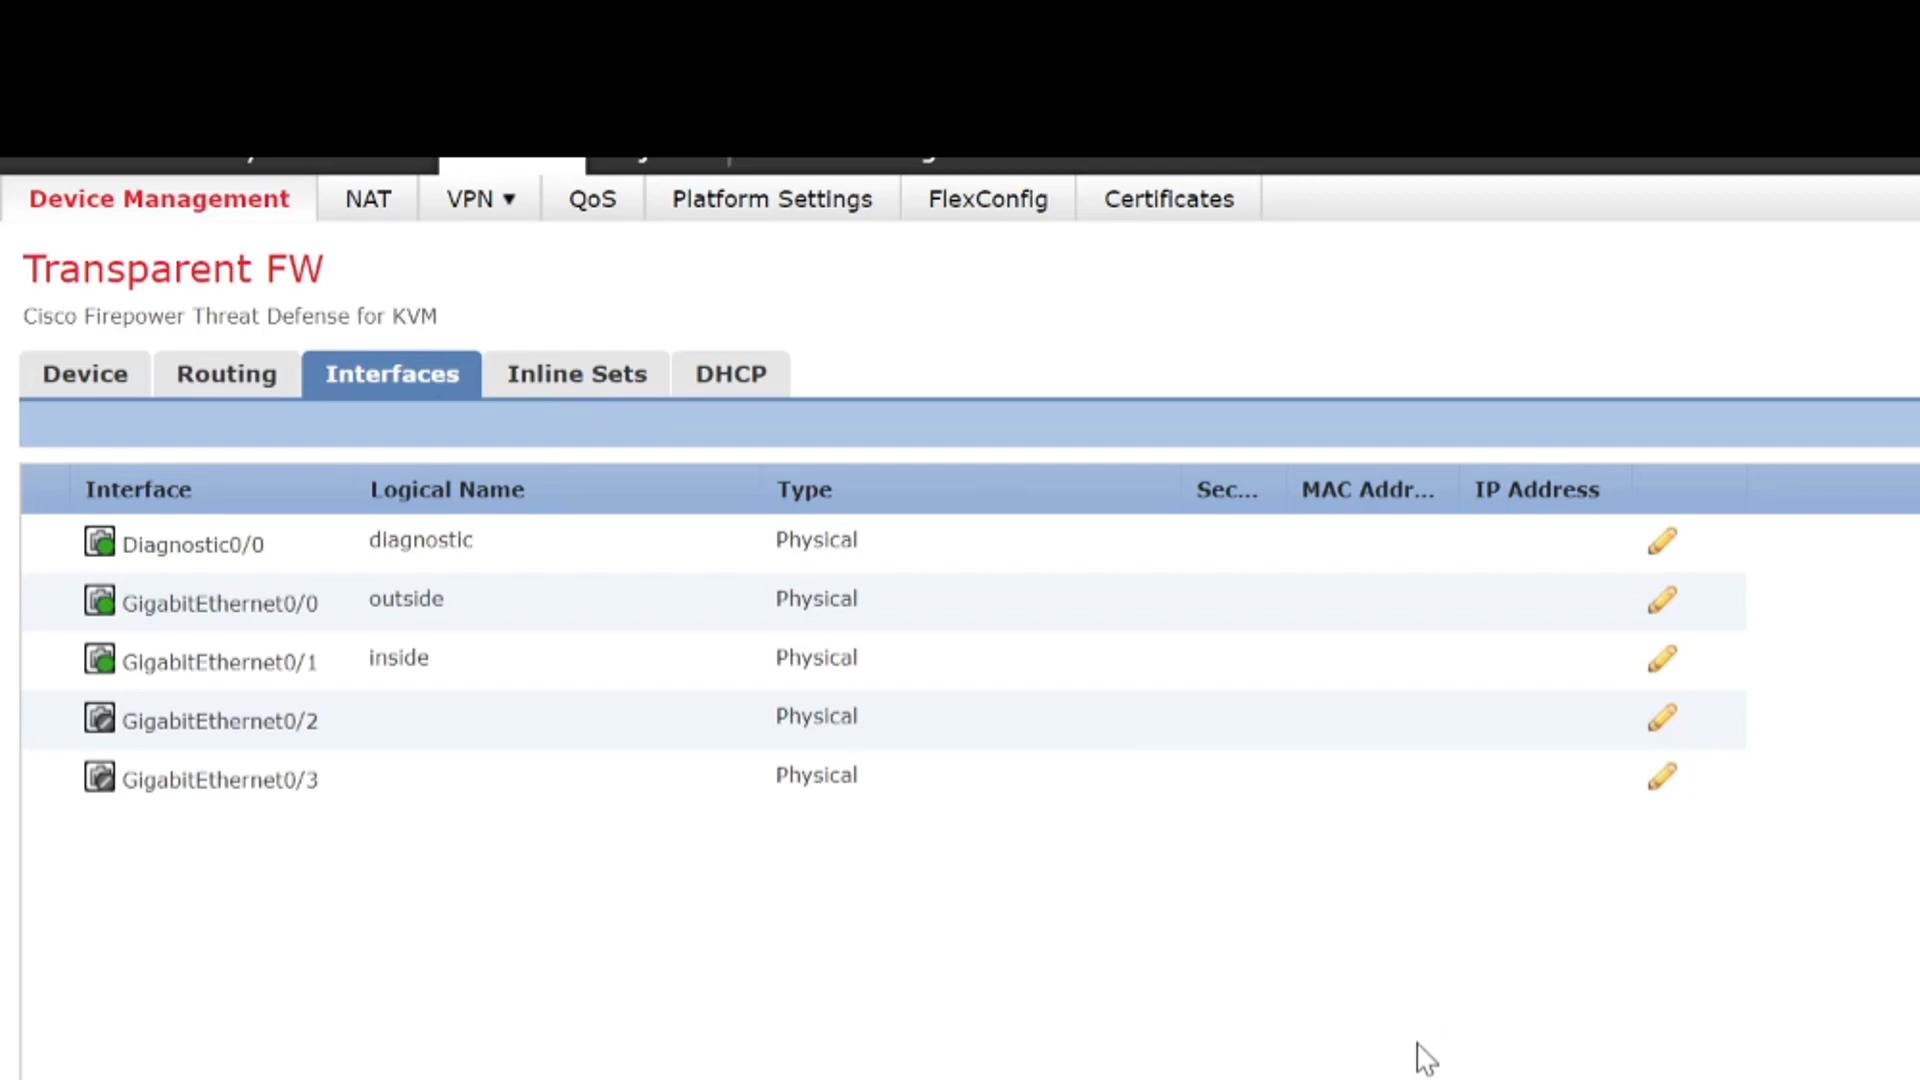 Device Management NAT VPN ▼ QoS Platform Settings FlexConfig Certificates
Transparent FW
Cisco Firepower Threat Defense for KVM
Device Routing Interfaces Inline Sets DHCP
Interface Logical Name Type Sec... MAC Addr... IP Address
Diagnostic0/0 diagnostic Physical
GigabitEthernet0/0 outside Physical
GigabitEthernet0/1 inside Physical
GigabitEthernet0/2 Physical
GigabitEthernet0/3 Physical